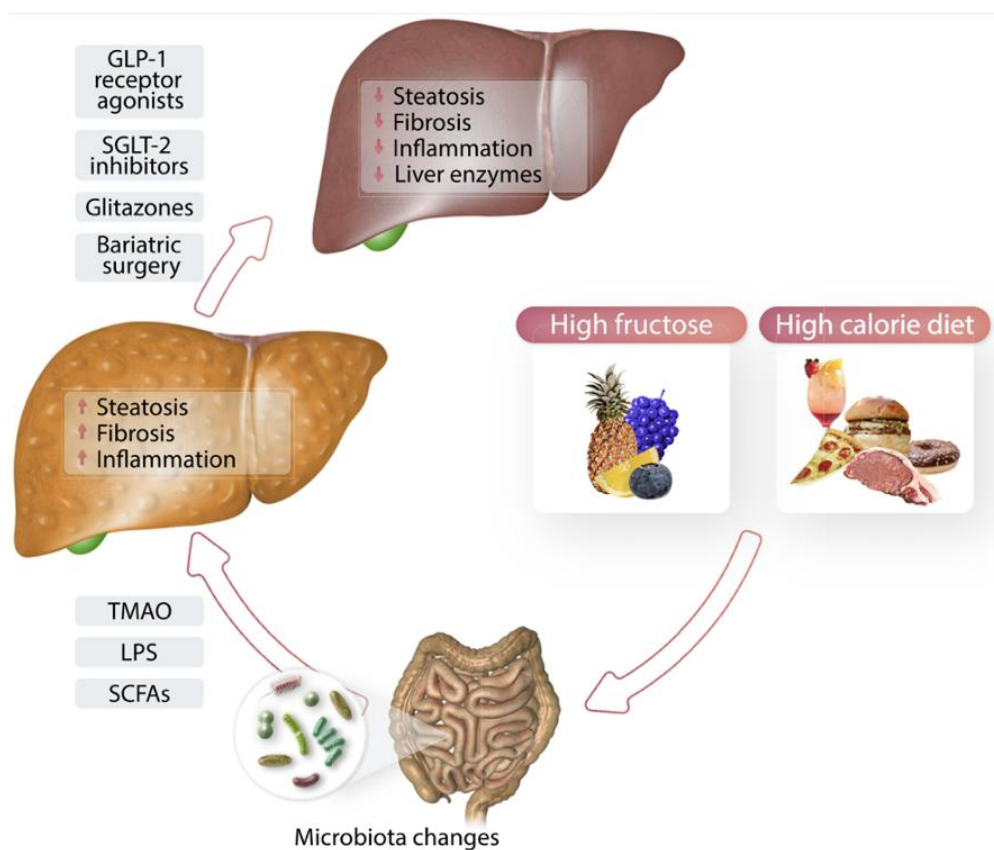 GLP-1
receptor
agonists
SGLT-2
inhibitors
Glitazones
Bariatric
surgery
Steatosis
Fibrosis
Inflammation
Liver enzymes
High fructose
High calorie diet
Steatosis
Fibrosis
Inflammation
TMAO
LPS
SCFAs
Microbiota changes